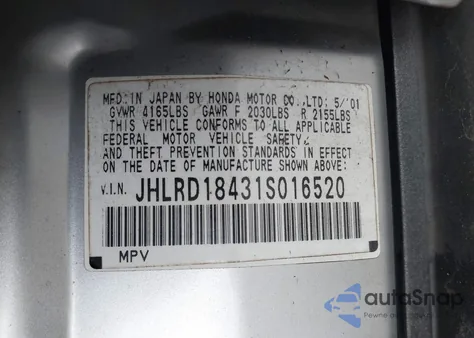 MFD. IN JAPAN BY HONDA MOTOR CO., LTD: 5/'01
GVWR 4165LBS GAWR F 2030LBS R 2155LBS
THIS VEHICLE CONFORMS TO ALL APPLICABLE
FEDERAL MOTOR VEHICLE SAFETY,
AND THEFT PREVENTION STANDARDS IN EFFECT
ON THE DATE OF MANUFACTURE SHOWN ABOVE:
V.I.N. JHLRD18431S016520
MPV
autoSnap
Pewne auto